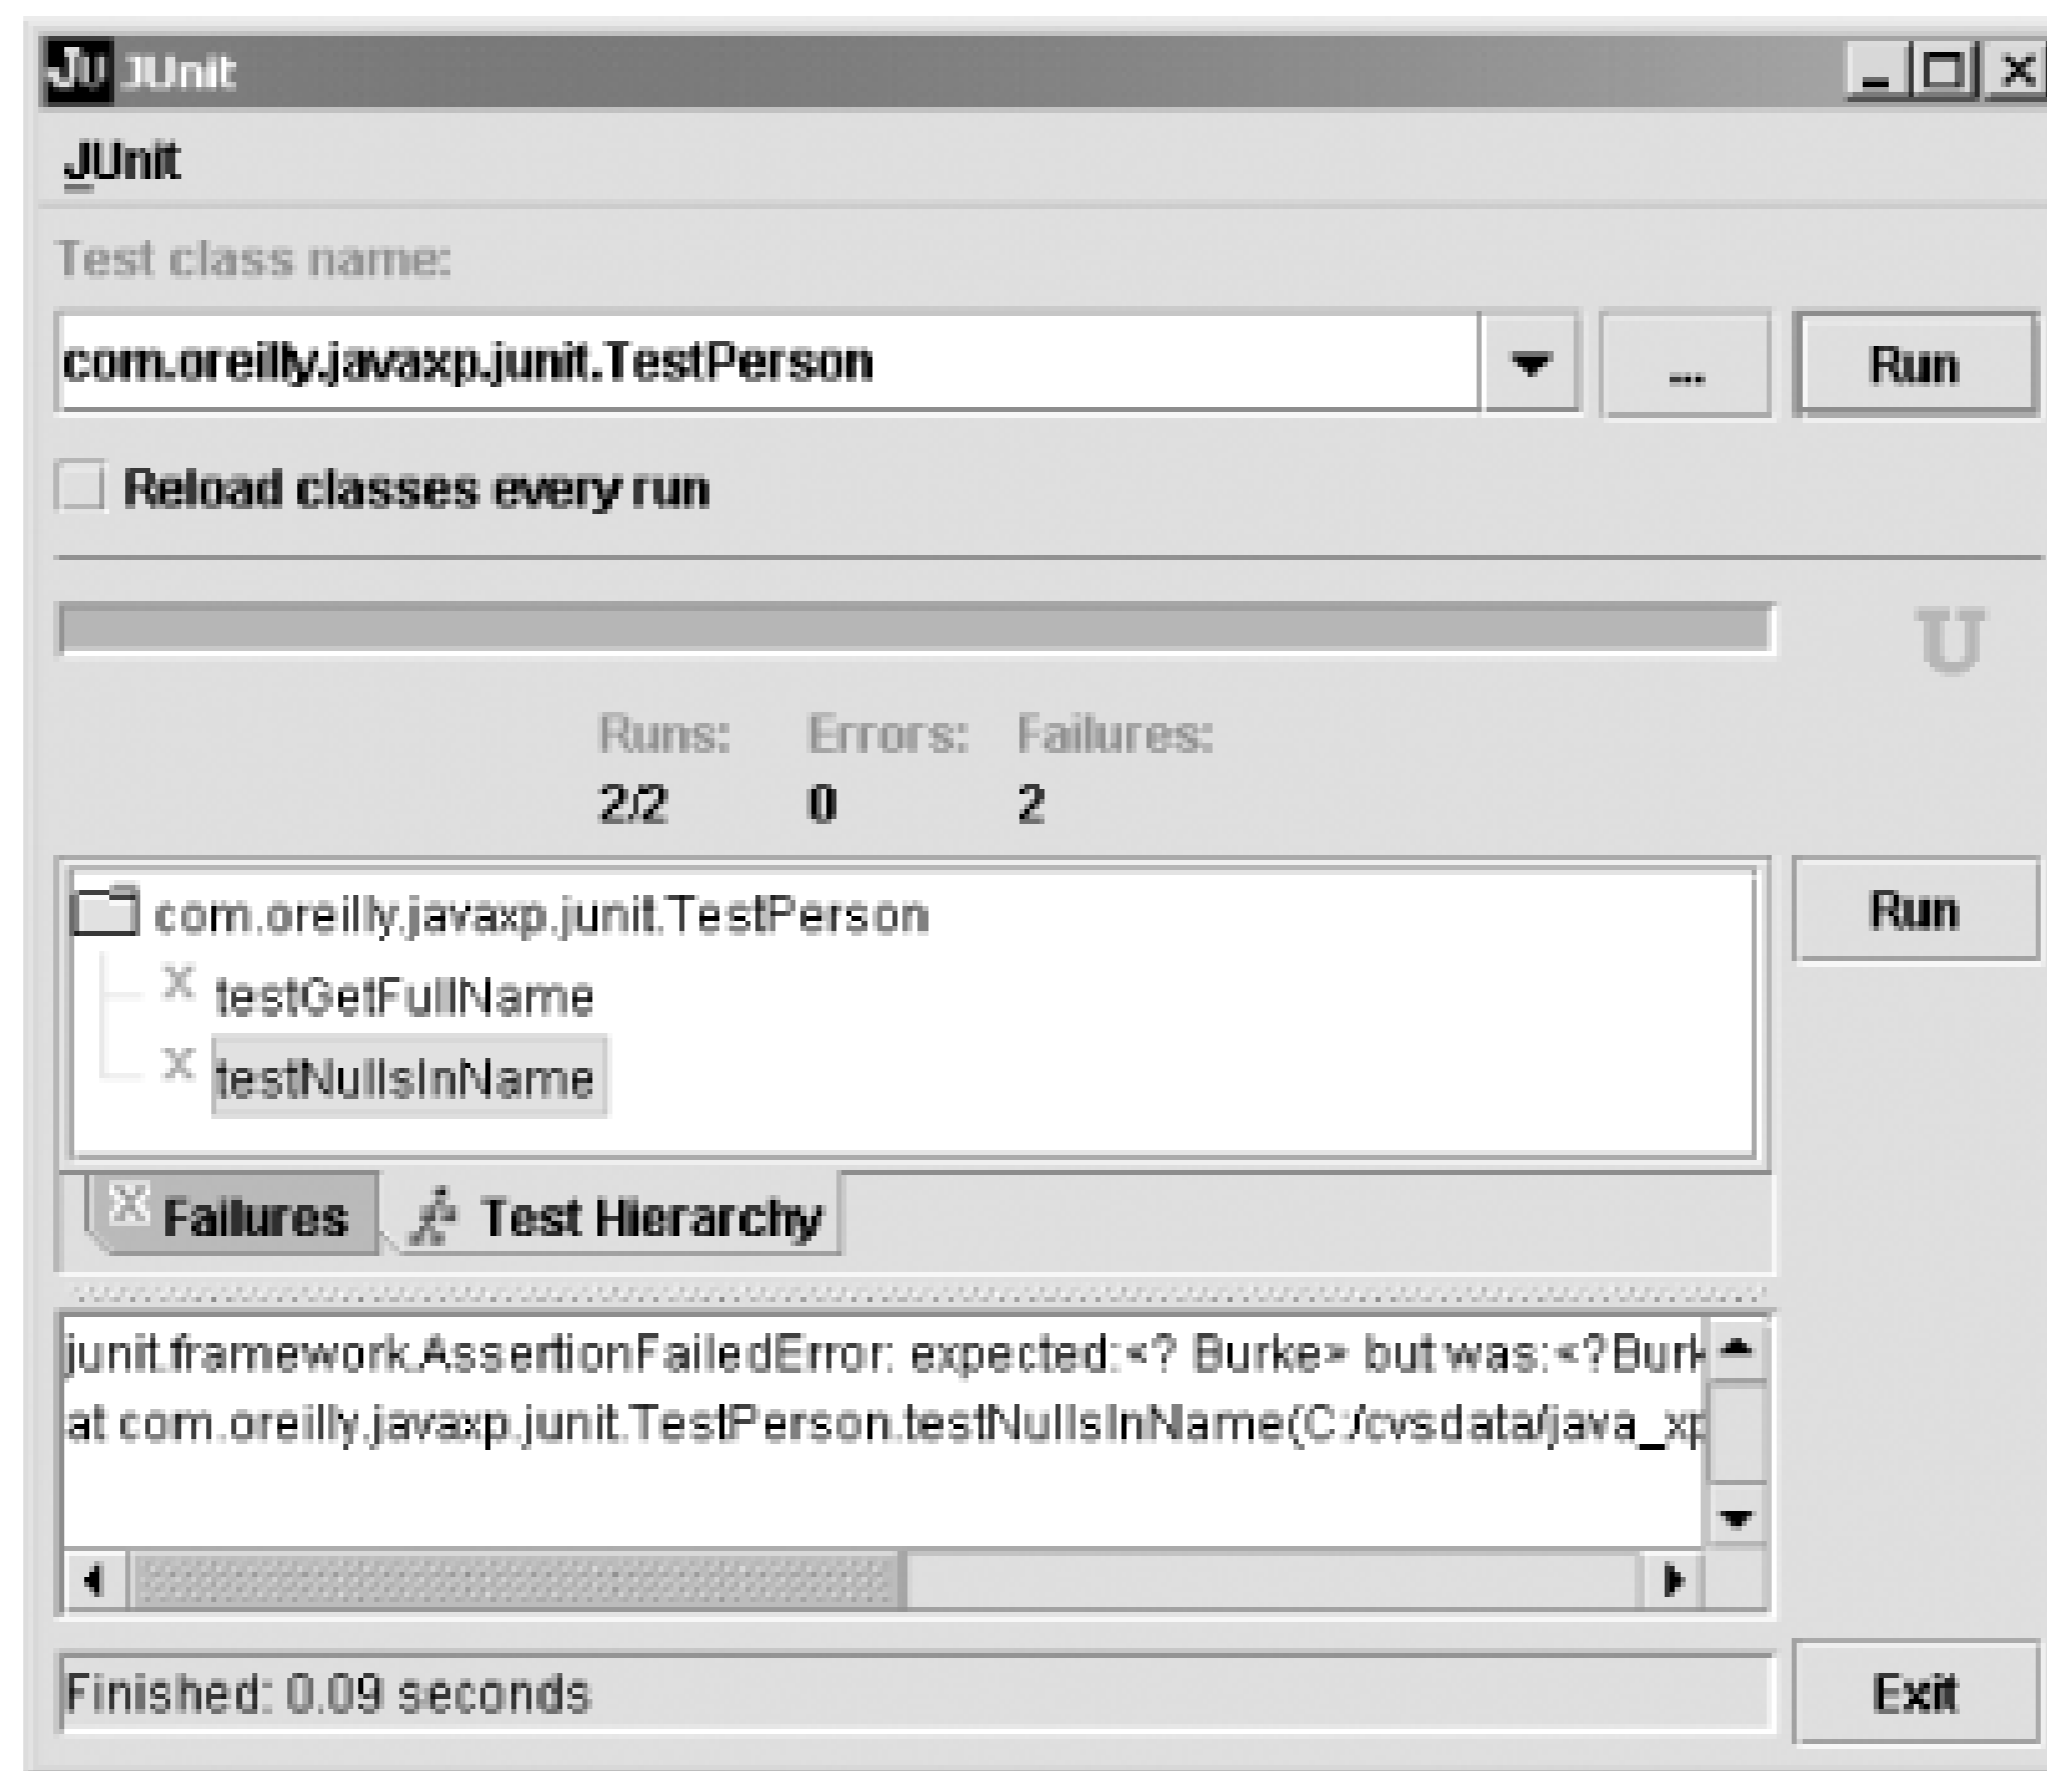 JU JUnit
JUnit
Test class name:
com.oreilly.javaxp.junit.TestPerson ... Run
Reload classes every run
U
Runs: Errors: Failures:
2/2 0 2
com.oreilly.javaxp.junit.TestPerson Run
X testGetFullName
X testNullsInName
X Failures Test Hierarchy
junit.framework.AssertionFailedError: expected:<? Burke> but was:<?Burk
at com.oreilly.javaxp.junit.TestPerson.testNullsInName(C:/cvsdata/java_xp
Finished: 0.09 seconds Exit